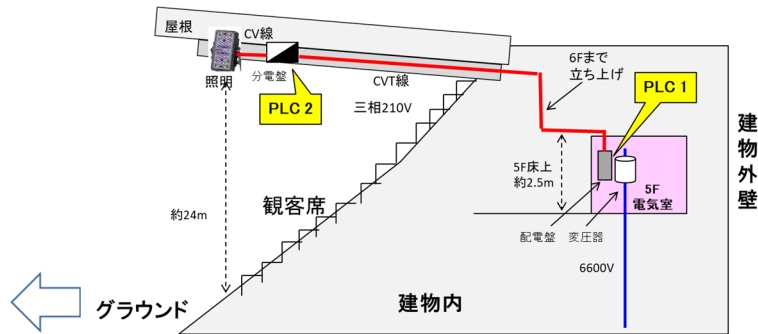 屋根
CV線
照明
分電盤
PLC 2
CVT線
三相210V
6Fまで
立ち上げ
PLC 1
建物外壁
5F床上
約2.5m
5F
電気室
配電盤
変圧器
6600V
観客席
約24m
グラウンド
建物内